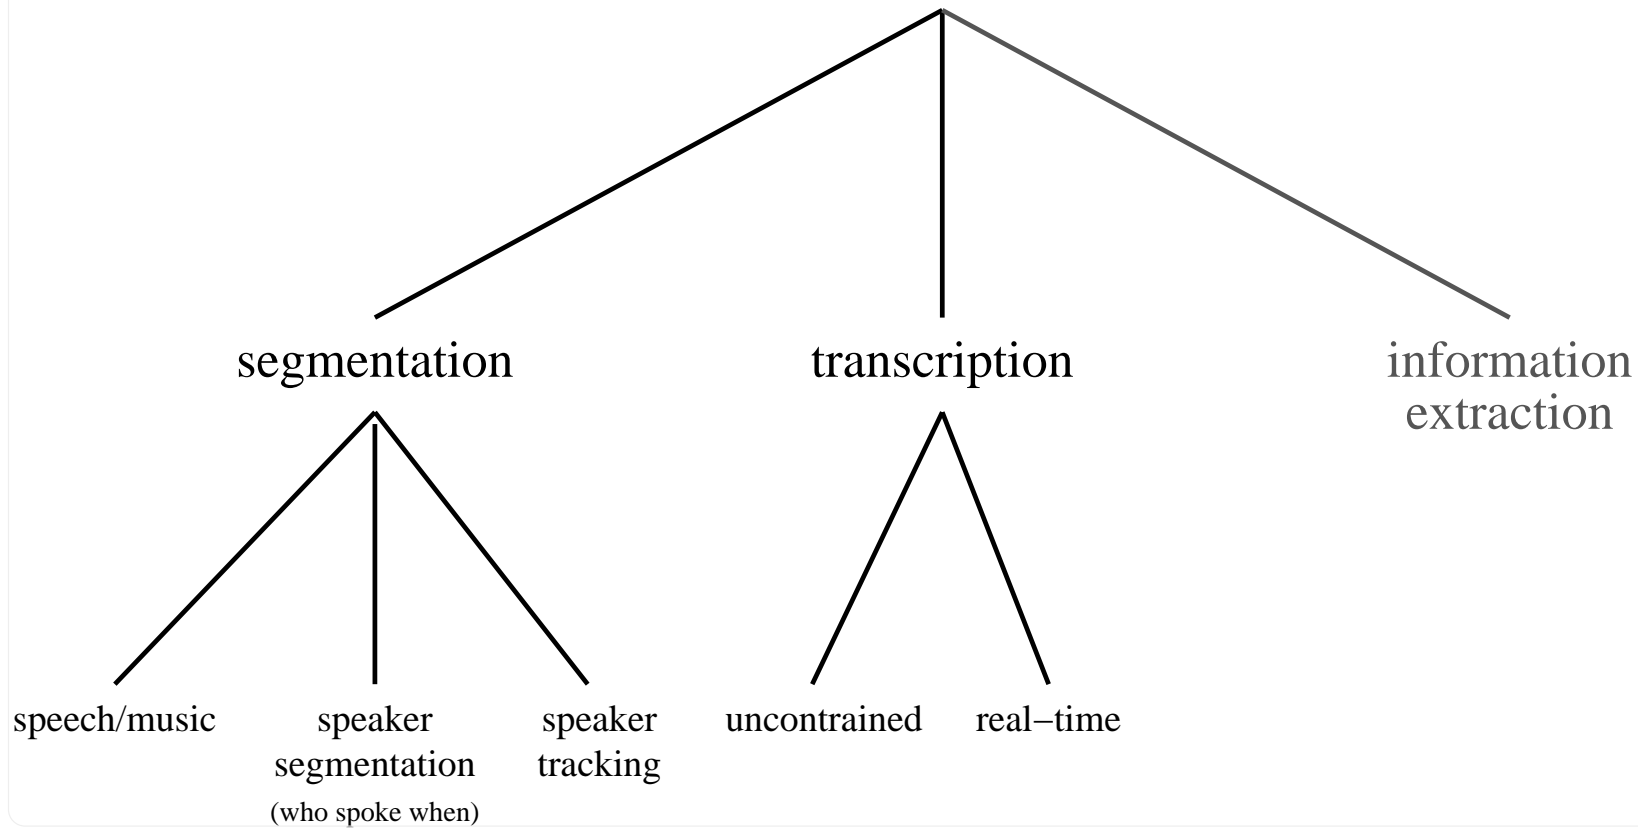 segmentation
transcription
information
extraction
speech/music
speaker
segmentation
(who spoke when)
speaker
tracking
uncontrained
real−time